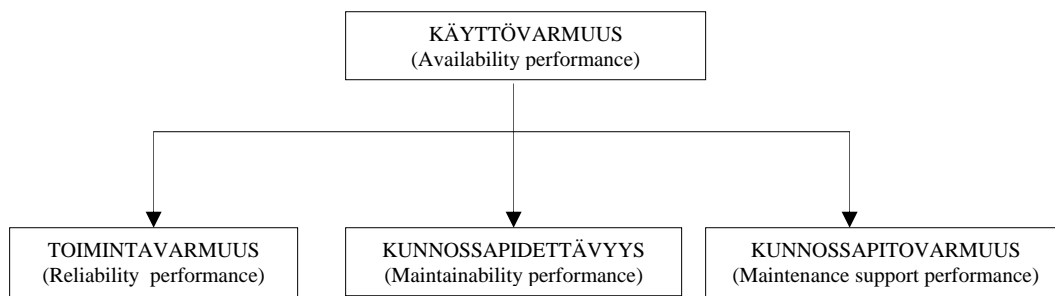 KÄYTTÖVARMUUS
(Availability performance)
TOIMINTAVARMUUS
(Reliability performance)
KUNNOSSAPIDETTÄVYYS
(Maintainability performance)
KUNNOSSAPITOVARMUUS
(Maintenance support performance)